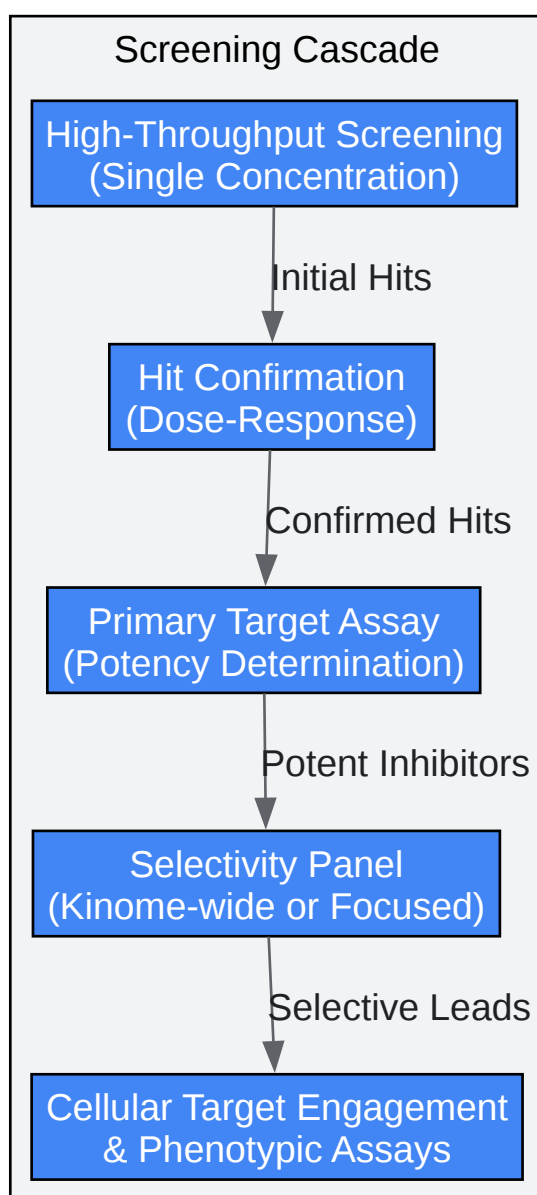 Screening Cascade
High-Throughput Screening
(Single Concentration)
Initial Hits
Hit Confirmation
(Dose-Response)
Confirmed Hits
Primary Target Assay
(Potency Determination)
Potent Inhibitors
Selectivity Panel
(Kinome-wide or Focused)
Selective Leads
Cellular Target Engagement
& Phenotypic Assays